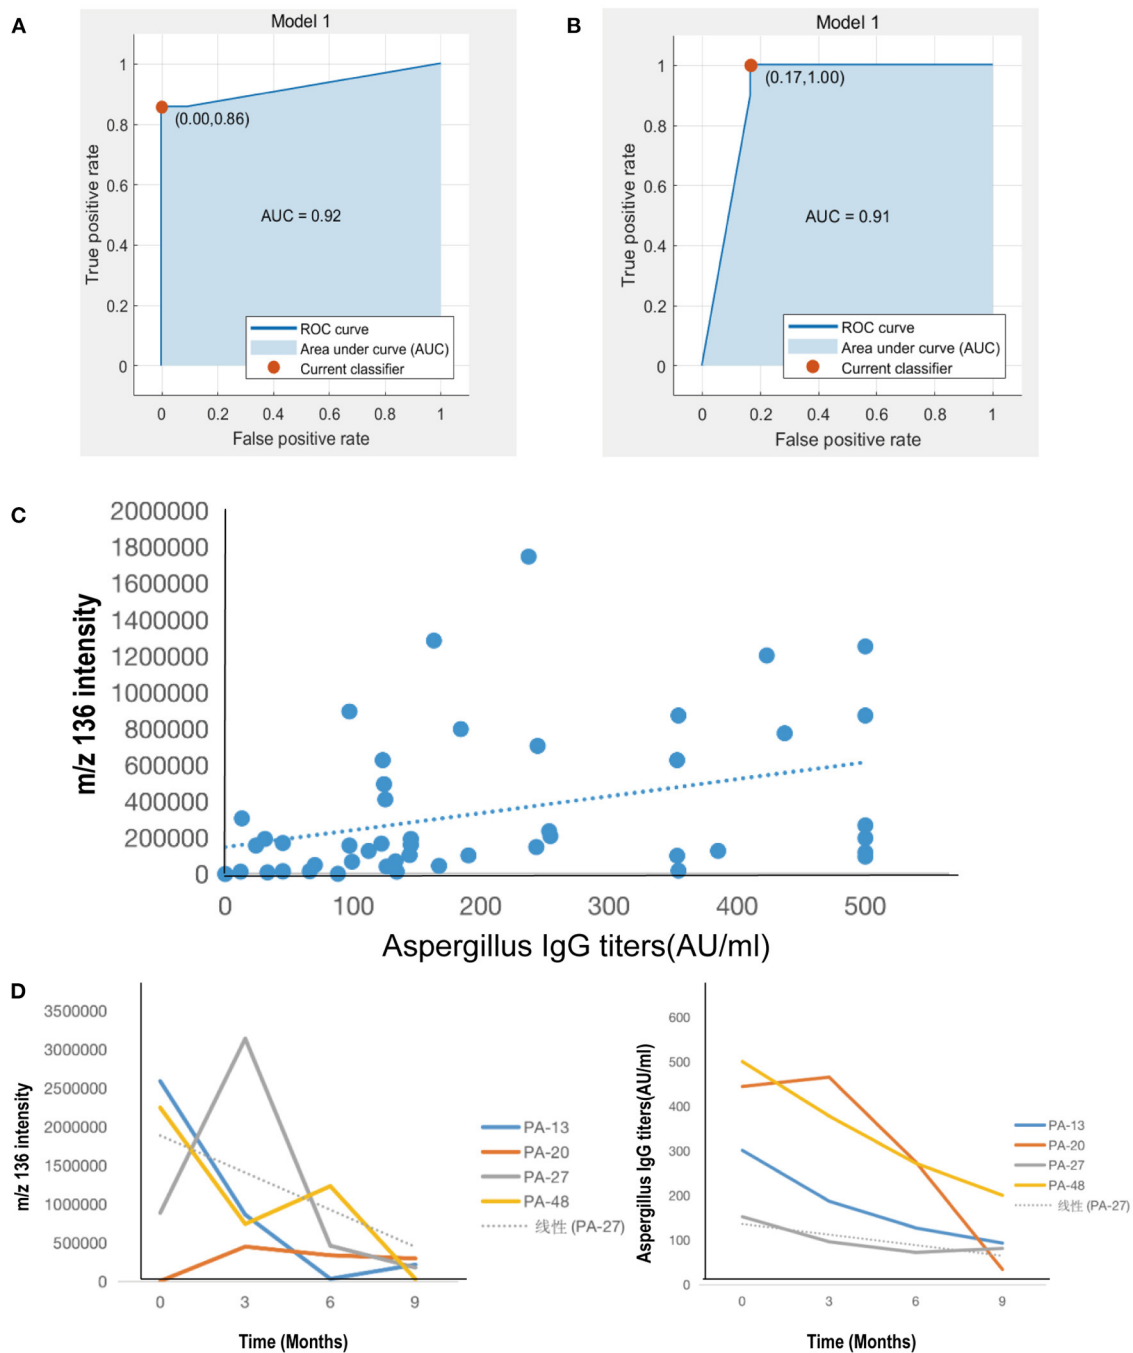 A
Model 1
1
0.8
0.6
0.4
0.2
0
True positive rate
(0.00,0.86)
AUC = 0.92
ROC curve
Area under curve (AUC)
Current classifier
0 0.2 0.4 0.6 0.8 1
False positive rate
B
Model 1
1
0.8
0.6
0.4
0.2
0
True positive rate
(0.17,1.00)
AUC = 0.91
ROC curve
Area under curve (AUC)
Current classifier
0 0.2 0.4 0.6 0.8 1
False positive rate
C
2000000
1800000
1600000
1400000
1200000
1000000
800000
600000
400000
200000
0
m/z 136 intensity
0 100 200 300 400 500
Aspergillus IgG titers(AU/ml)
D
3500000
3000000
2500000
2000000
1500000
1000000
500000
0
m/z 136 intensity
PA-13
PA-20
PA-27
PA-48
线性 (PA-27)
0 3 6 9
Time (Months)
600
500
400
300
200
100
0
Aspergillus IgG titers(AU/ml)
PA-13
PA-20
PA-27
PA-48
线性 (PA-27)
0 3 6 9
Time (Months)